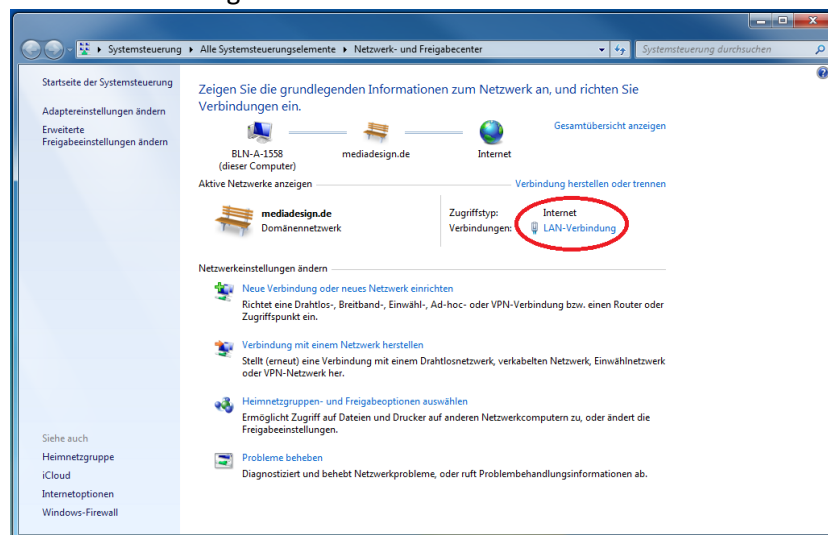 Systemsteuerung ▸ Alle Systemsteuerungselemente ▸ Netzwerk- und Freigabecenter
Systemsteuerung durchsuchen
Startseite der Systemsteuerung
Adaptereinstellungen ändern
Erweiterte
Freigabeeinstellungen ändern
Zeigen Sie die grundlegenden Informationen zum Netzwerk an, und richten Sie
Verbindungen ein.
Gesamtübersicht anzeigen
BLN-A-1558
(dieser Computer)
mediadesign.de
Internet
Aktive Netzwerke anzeigen
Verbindung herstellen oder trennen
mediadesign.de
Domänennetzwerk
Zugriffstyp: Internet
Verbindungen: LAN-Verbindung
Netzwerkeinstellungen ändern
Neue Verbindung oder neues Netzwerk einrichten
Richtet eine Drahtlos-, Breitband-, Einwähl-, Ad-hoc- oder VPN-Verbindung bzw. einen Router oder
Zugriffspunkt ein.
Verbindung mit einem Netzwerk herstellen
Stellt (erneut) eine Verbindung mit einem Drahtlosnetzwerk, verkabelten Netzwerk, Einwählnetzwerk
oder VPN-Netzwerk her.
Heimnetzgruppen- und Freigabeoptionen auswählen
Ermöglicht Zugriff auf Dateien und Drucker auf anderen Netzwerkcomputern zu, oder ändert die
Freigabeeinstellungen.
Probleme beheben
Diagnostiziert und behebt Netzwerkprobleme, oder ruft Problembehandlungsinformationen ab.
Siehe auch
Heimnetzgruppe
iCloud
Internetoptionen
Windows-Firewall